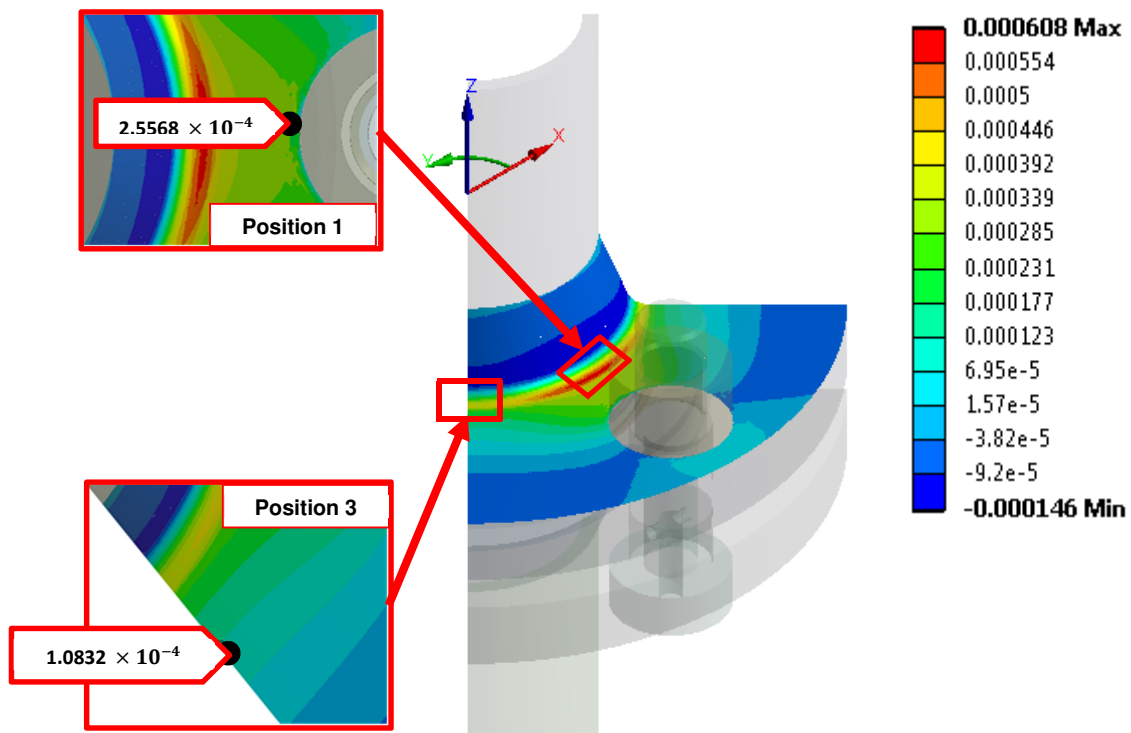 2.5568 × 10⁻⁴
Position 1
Z
X
Y
Position 3
1.0832 × 10⁻⁴
0.000608 Max
0.000554
0.0005
0.000446
0.000392
0.000339
0.000285
0.000231
0.000177
0.000123
6.95e-5
1.57e-5
-3.82e-5
-9.2e-5
-0.000146 Min